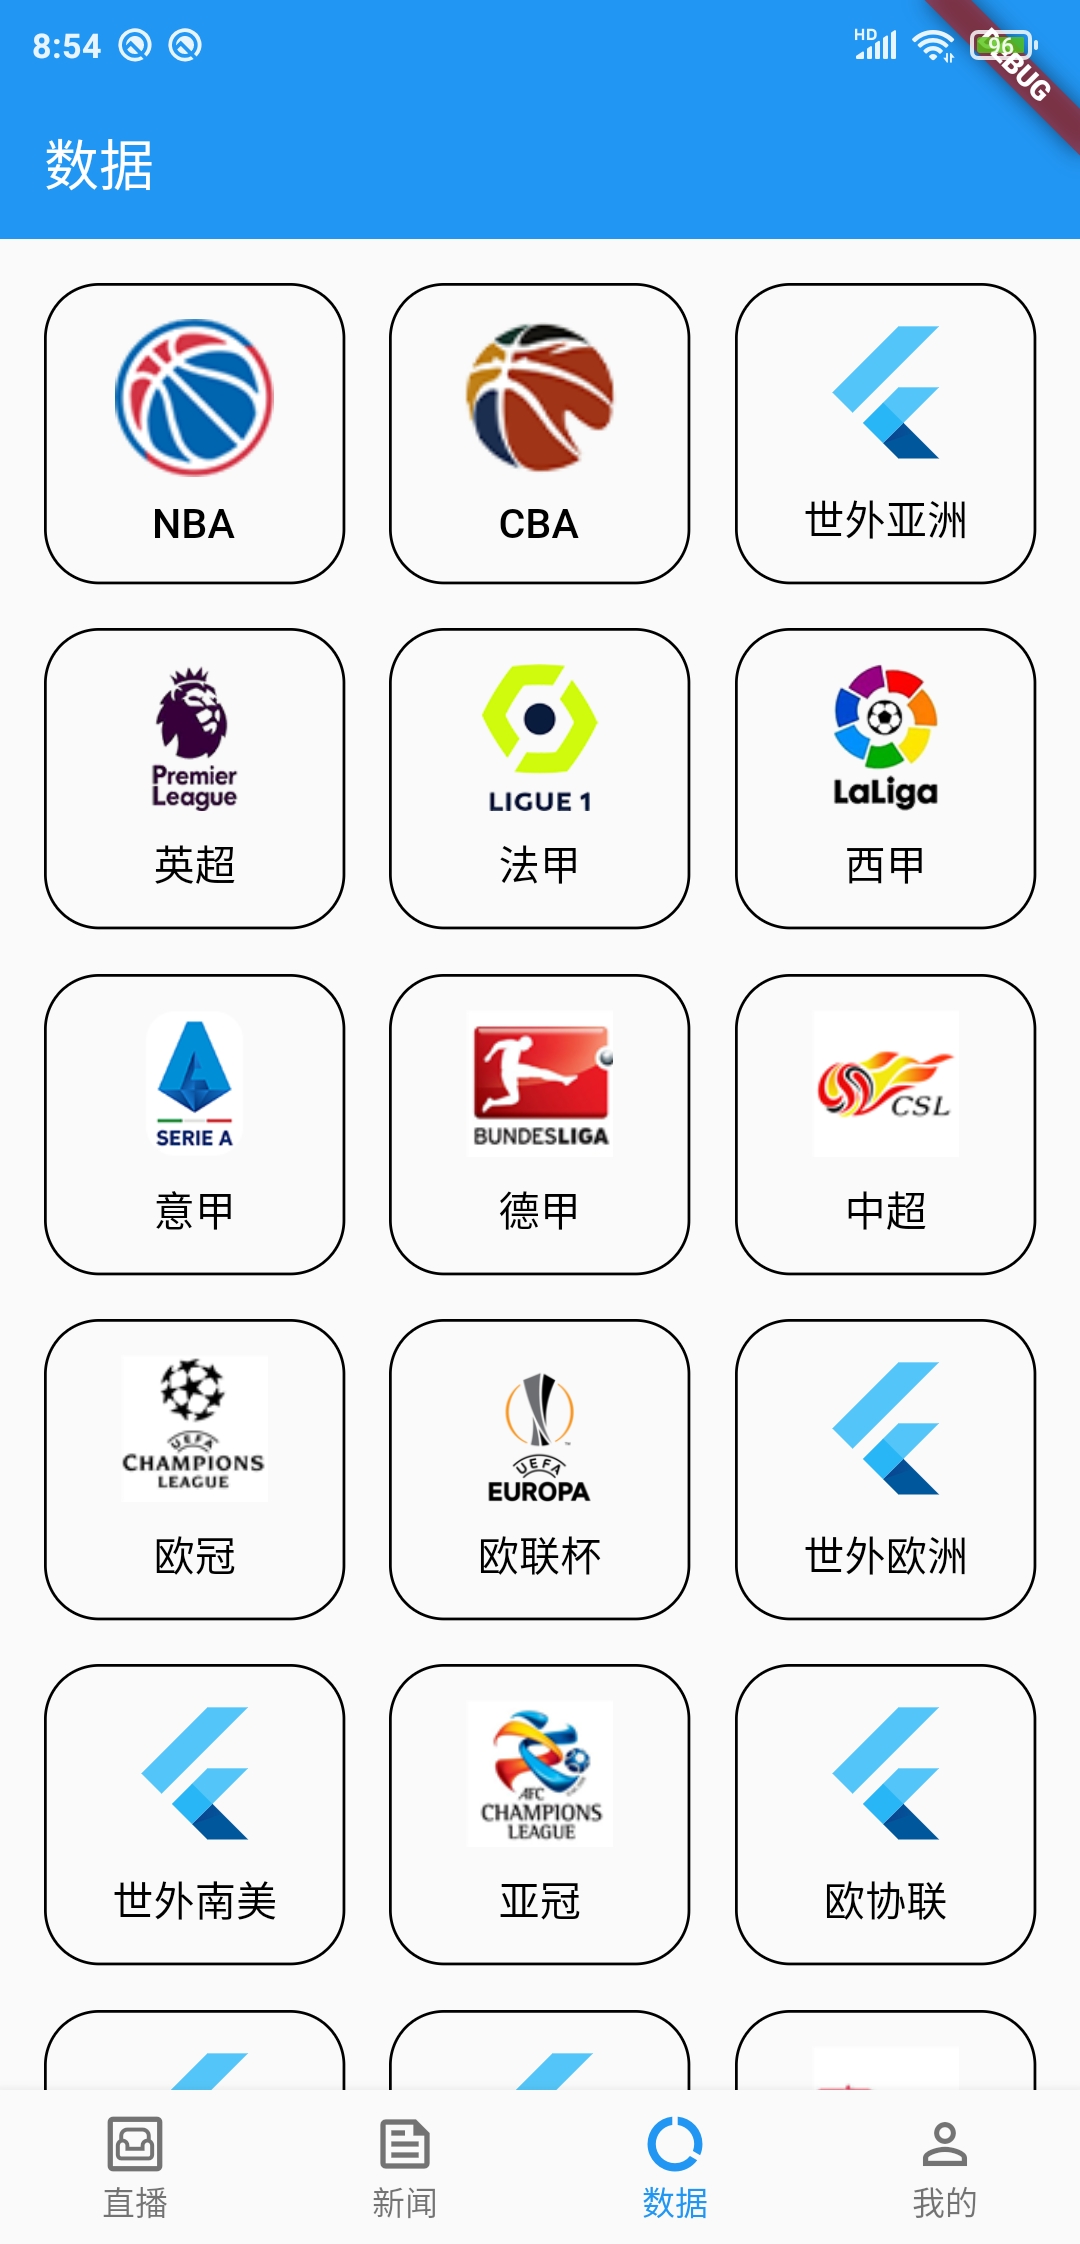 8:54
HD
96
DEBUG
数据
NBA
CBA
世外亚洲
Premier
League
LIGUE 1
LaLiga
英超
法甲
西甲
SERIE A
BUNDESLIGA
CSL
意甲
德甲
中超
UEFA
CHAMPIONS
LEAGUE
UEFA
EUROPA
欧冠
欧联杯
世外欧洲
AFC
CHAMPIONS
LEAGUE
世外南美
亚冠
欧协联
直播
新闻
数据
我的